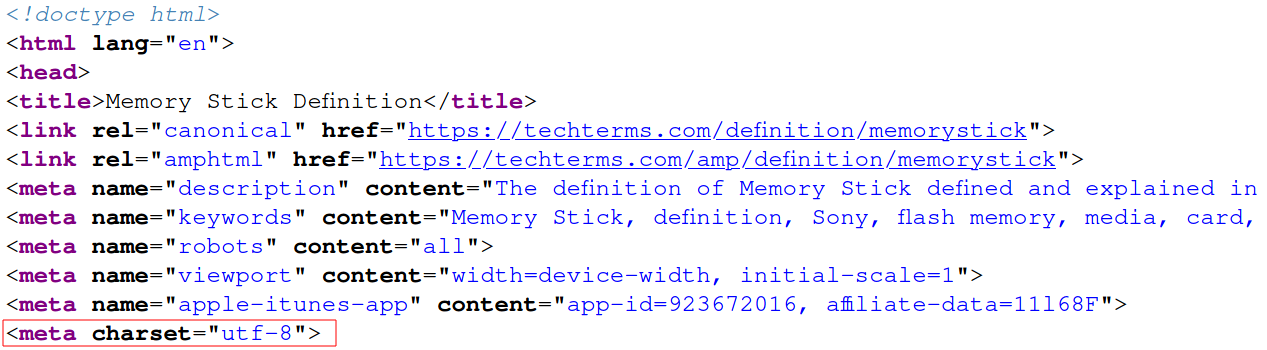 <!doctype html>
<html lang="en">
<head>
<title>Memory Stick Definition</title>
<link rel="canonical" href="https://techterms.com/definition/memorystick">
<link rel="amphtml" href="https://techterms.com/amp/definition/memorystick">
<meta name="description" content="The definition of Memory Stick defined and explained in
<meta name="keywords" content="Memory Stick, definition, Sony, flash memory, media, card,
<meta name="robots" content="all">
<meta name="viewport" content="width=device-width, initial-scale=1">
<meta name="apple-itunes-app" content="app-id=923672016, affiliate-data=11l68F">
<meta charset="utf-8">